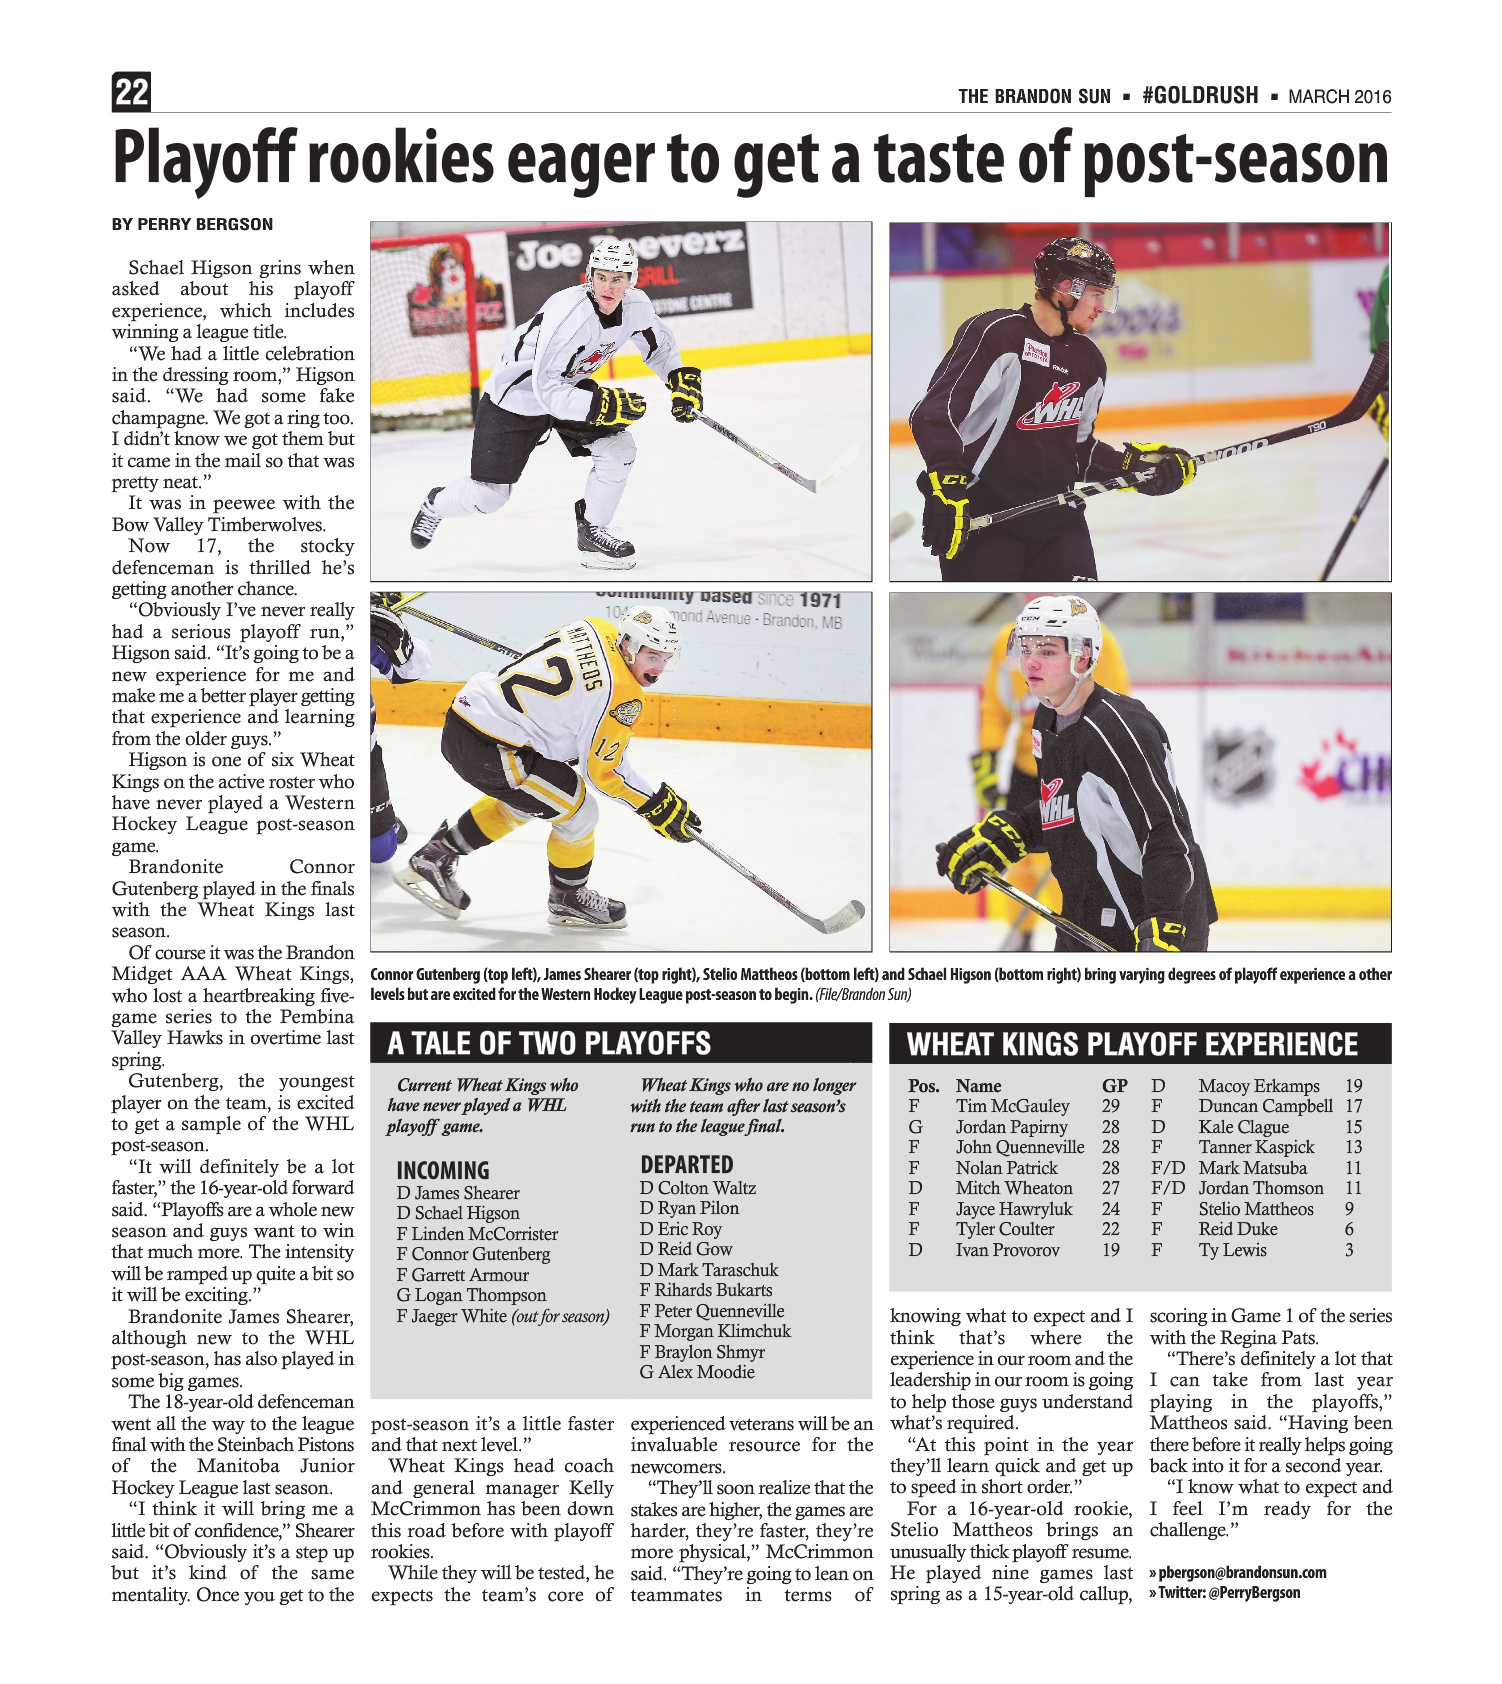 22
THE BRANDON SUN ▪ #GOLDRUSH ▪ MARCH 2016
Playoff rookies eager to get a taste of post-season
BY PERRY BERGSON
Schael Higson grins when
asked about his playoff
experience, which includes
winning a league title.
“We had a little celebration
in the dressing room,” Higson
said. “We had some fake
champagne. We got a ring too.
I didn’t know we got them but
it came in the mail so that was
pretty neat.”
It was in peewee with the
Bow Valley Timberwolves.
Now 17, the stocky
defenceman is thrilled he’s
getting another chance.
“Obviously I’ve never really
had a serious playoff run,”
Higson said. “It’s going to be a
new experience for me and
make me a better player getting
that experience and learning
from the older guys.”
Higson is one of six Wheat
Kings on the active roster who
have never played a Western
Hockey League post-season
game.
Brandonite Connor
Gutenberg played in the finals
with the Wheat Kings last
season.
Of course it was the Brandon
Midget AAA Wheat Kings,
who lost a heartbreaking five-
game series to the Pembina
Valley Hawks in overtime last
spring.
Gutenberg, the youngest
player on the team, is excited
to get a sample of the WHL
post-season.
“It will definitely be a lot
faster,” the 16-year-old forward
said. “Playoffs are a whole new
season and guys want to win
that much more. The intensity
will be ramped up quite a bit so
it will be exciting.”
Brandonite James Shearer,
although new to the WHL
post-season, has also played in
some big games.
The 18-year-old defenceman
went all the way to the league
final with the Steinbach Pistons
of the Manitoba Junior
Hockey League last season.
“I think it will bring me a
little bit of confidence,” Shearer
said. “Obviously it’s a step up
but it’s kind of the same
mentality. Once you get to the
Joe
GRILL
STONE CENTRE
CCM
WHL
Reebok
T90
CCM
based since 1971
mond Avenue - Brandon, MB
MATTHEOS
12
12
CCM
KitchenAi
WHL
CH
CCM
Connor Gutenberg (top left), James Shearer (top right), Stelio Mattheos (bottom left) and Schael Higson (bottom right) bring varying degrees of playoff experience a other
levels but are excited for the Western Hockey League post-season to begin. (File/Brandon Sun)
A TALE OF TWO PLAYOFFS
Current Wheat Kings who
have never played a WHL
playoff game.
INCOMING
D James Shearer
D Schael Higson
F Linden McCorrister
F Connor Gutenberg
F Garrett Armour
G Logan Thompson
F Jaeger White (out for season)
Wheat Kings who are no longer
with the team after last season’s
run to the league final.
DEPARTED
D Colton Waltz
D Ryan Pilon
D Eric Roy
D Reid Gow
D Mark Taraschuk
F Rihards Bukarts
F Peter Quenneville
F Morgan Klimchuk
F Braylon Shmyr
G Alex Moodie
WHEAT KINGS PLAYOFF EXPERIENCE
Pos. Name GP
F Tim McGauley 29
G Jordan Papirny 28
F John Quenneville 28
F Nolan Patrick 28
D Mitch Wheaton 27
F Jayce Hawryluk 24
F Tyler Coulter 22
D Ivan Provorov 19
D Macoy Erkamps 19
F Duncan Campbell 17
D Kale Clague 15
F Tanner Kaspick 13
F/D Mark Matsuba 11
F/D Jordan Thomson 11
F Stelio Mattheos 9
F Reid Duke 6
F Ty Lewis 3
post-season it’s a little faster
and that next level.”
Wheat Kings head coach
and general manager Kelly
McCrimmon has been down
this road before with playoff
rookies.
While they will be tested, he
expects the team’s core of
experienced veterans will be an
invaluable resource for the
newcomers.
“They’ll soon realize that the
stakes are higher, the games are
harder, they’re faster, they’re
more physical,” McCrimmon
said. “They’re going to lean on
teammates in terms of
knowing what to expect and I
think that’s where the
experience in our room and the
leadership in our room is going
to help those guys understand
what’s required.
“At this point in the year
they’ll learn quick and get up
to speed in short order.”
For a 16-year-old rookie,
Stelio Mattheos brings an
unusually thick playoff resume.
He played nine games last
spring as a 15-year-old callup,
scoring in Game 1 of the series
with the Regina Pats.
“There’s definitely a lot that
I can take from last year
playing in the playoffs,”
Mattheos said. “Having been
there before it really helps going
back into it for a second year.
“I know what to expect and
I feel I’m ready for the
challenge.”
» pbergson@brandonsun.com
» Twitter: @PerryBergson